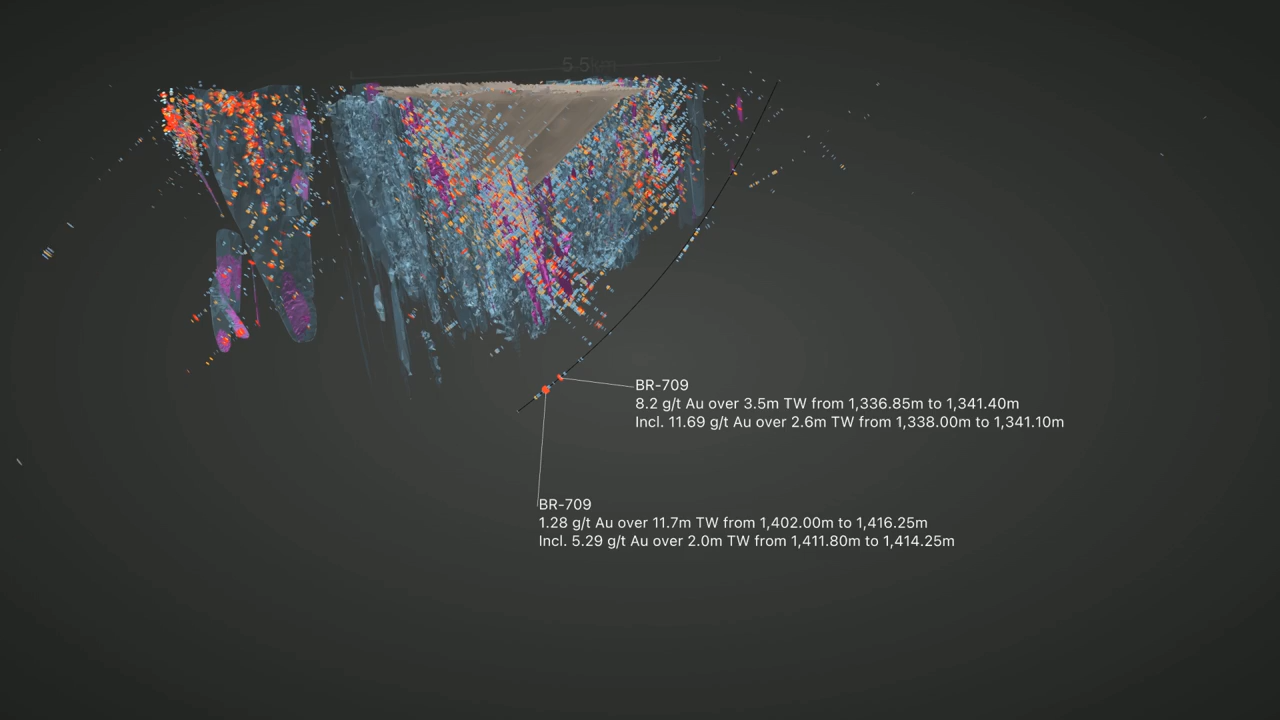 5.5km
BR-709
8.2 g/t Au over 3.5m TW from 1,336.85m to 1,341.40m
Incl. 11.69 g/t Au over 2.6m TW from 1,338.00m to 1,341.10m
BR-709
1.28 g/t Au over 11.7m TW from 1,402.00m to 1,416.25m
Incl. 5.29 g/t Au over 2.0m TW from 1,411.80m to 1,414.25m